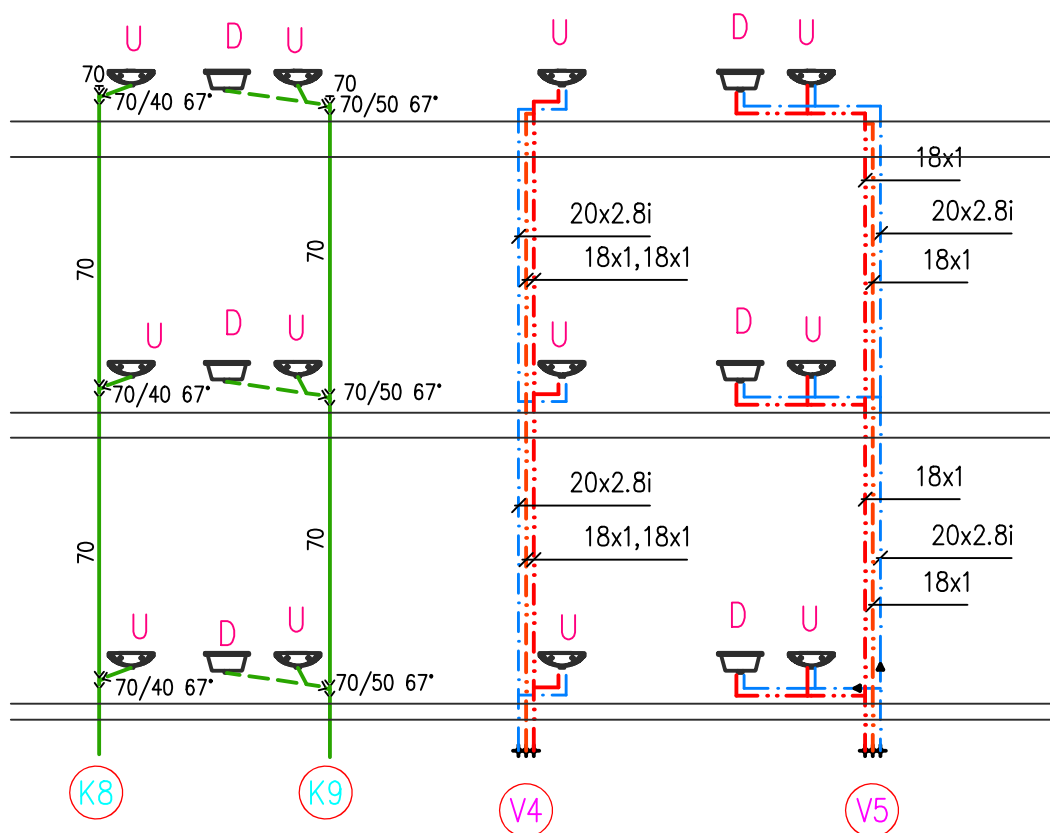 U D U U D U
70 70
70/40 67° 70/50 67°
18x1
20x2.8i 20x2.8i
70 70 18x1,18x1 18x1
U D U U D U
70/40 67° 70/50 67°
20x2.8i 18x1
70 70 18x1,18x1 20x2.8i
18x1
U D U U D U
70/40 67° 70/50 67°
K8 K9 V4 V5